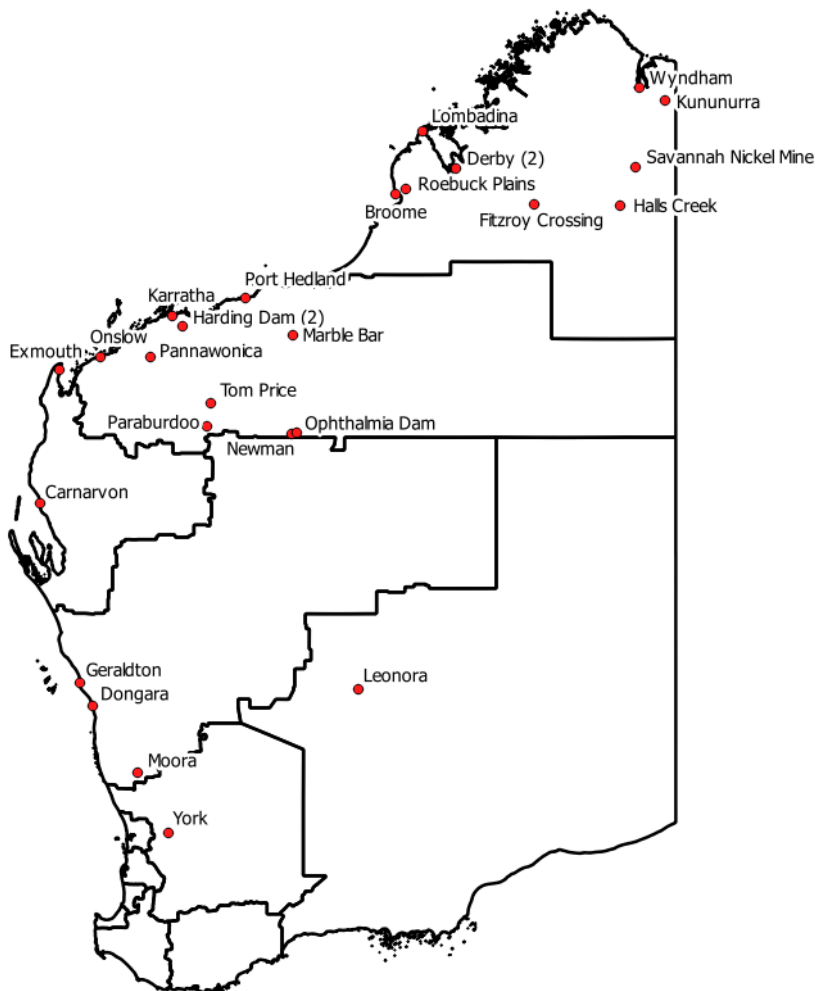 Wyndham
Kununurra
Lombadina
Derby (2)
Savannah Nickel Mine
Roebuck Plains
Broome
Fitzroy Crossing
Halls Creek
Port Hedland
Karratha
Harding Dam (2)
Onslow
Marble Bar
Exmouth
Pannawonica
Tom Price
Paraburdoo
Ophthalmia Dam
Newman
Carnarvon
Geraldton
Leonora
Dongara
Moora
York